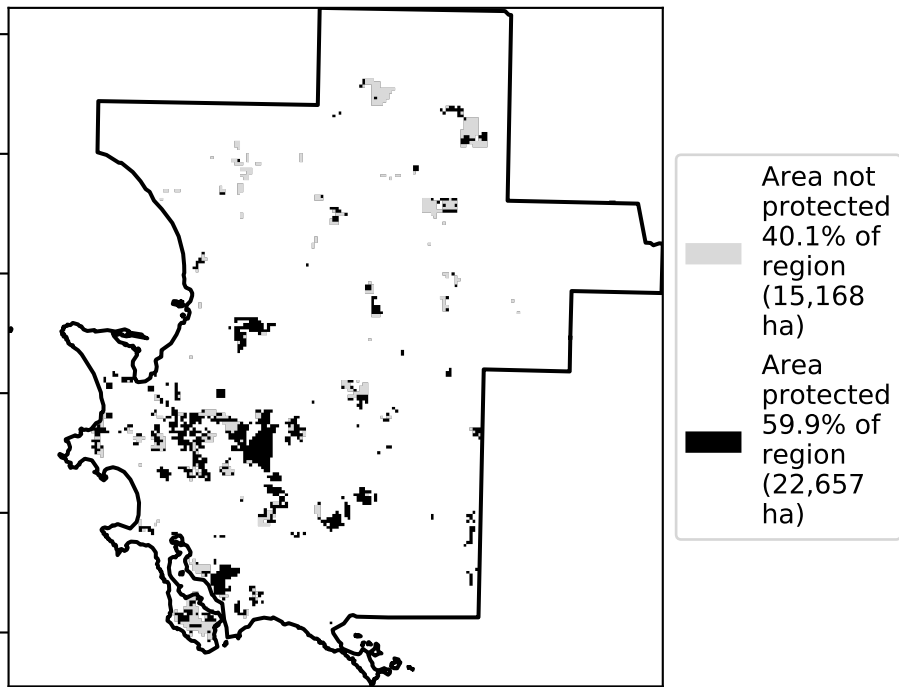 Area not
protected
40.1% of
region
(15,168
ha)
Area
protected
59.9% of
region
(22,657
ha)